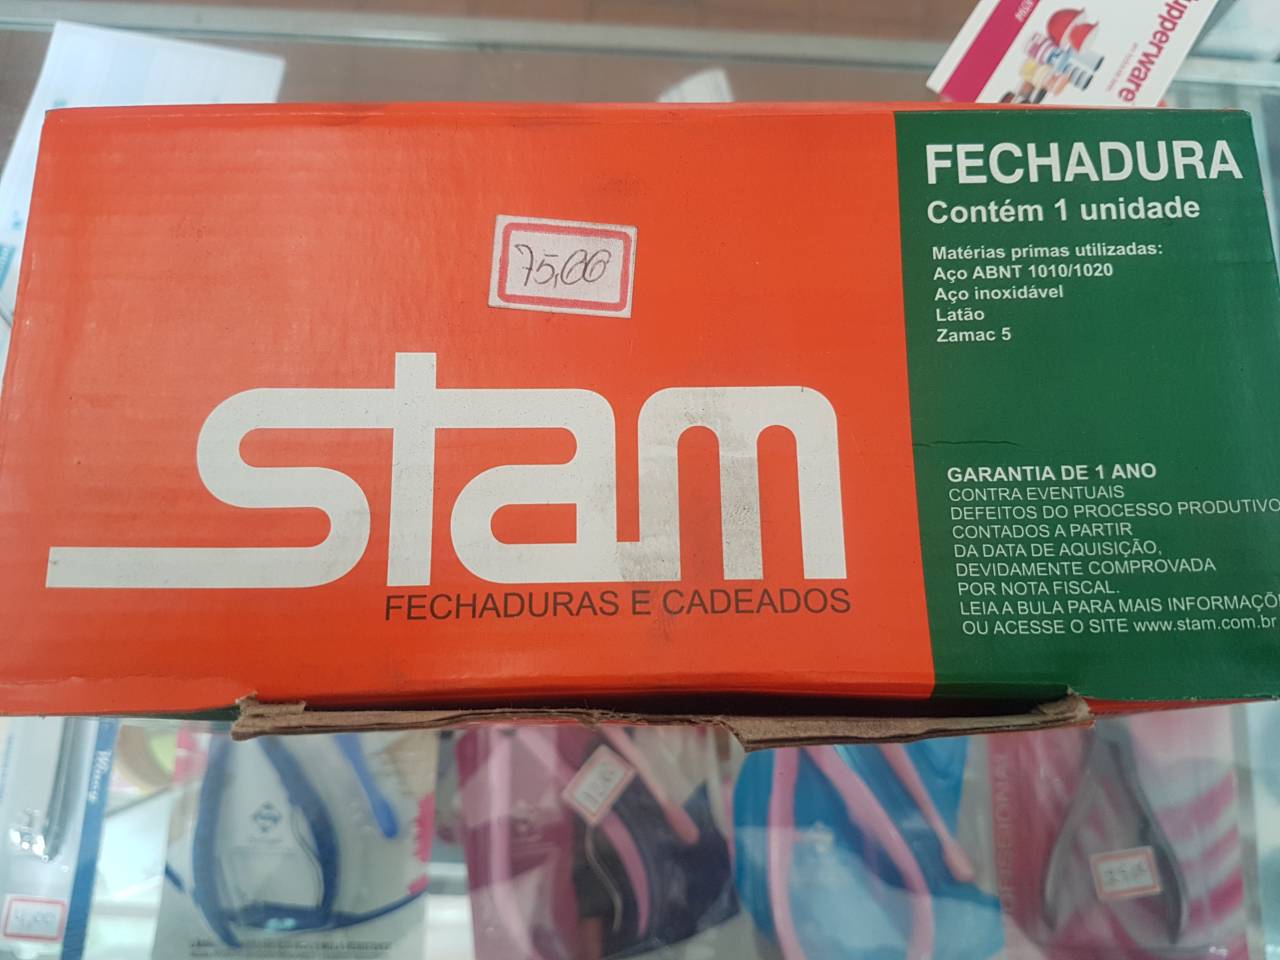 Tupperware
FECHADURA
Contém 1 unidade
Matérias primas utilizadas:
Aço ABNT 1010/1020
Aço inoxidável
Latão
Zamac 5
75,00
stam
FECHADURAS E CADEADOS
GARANTIA DE 1 ANO
CONTRA EVENTUAIS
DEFEITOS DO PROCESSO PRODUTIVO
CONTADOS A PARTIR
DA DATA DE AQUISIÇÃO,
DEVIDAMENTE COMPROVADA
POR NOTA FISCAL.
LEIA A BULA PARA MAIS INFORMAÇÕ
OU ACESSE O SITE www.stam.com.br